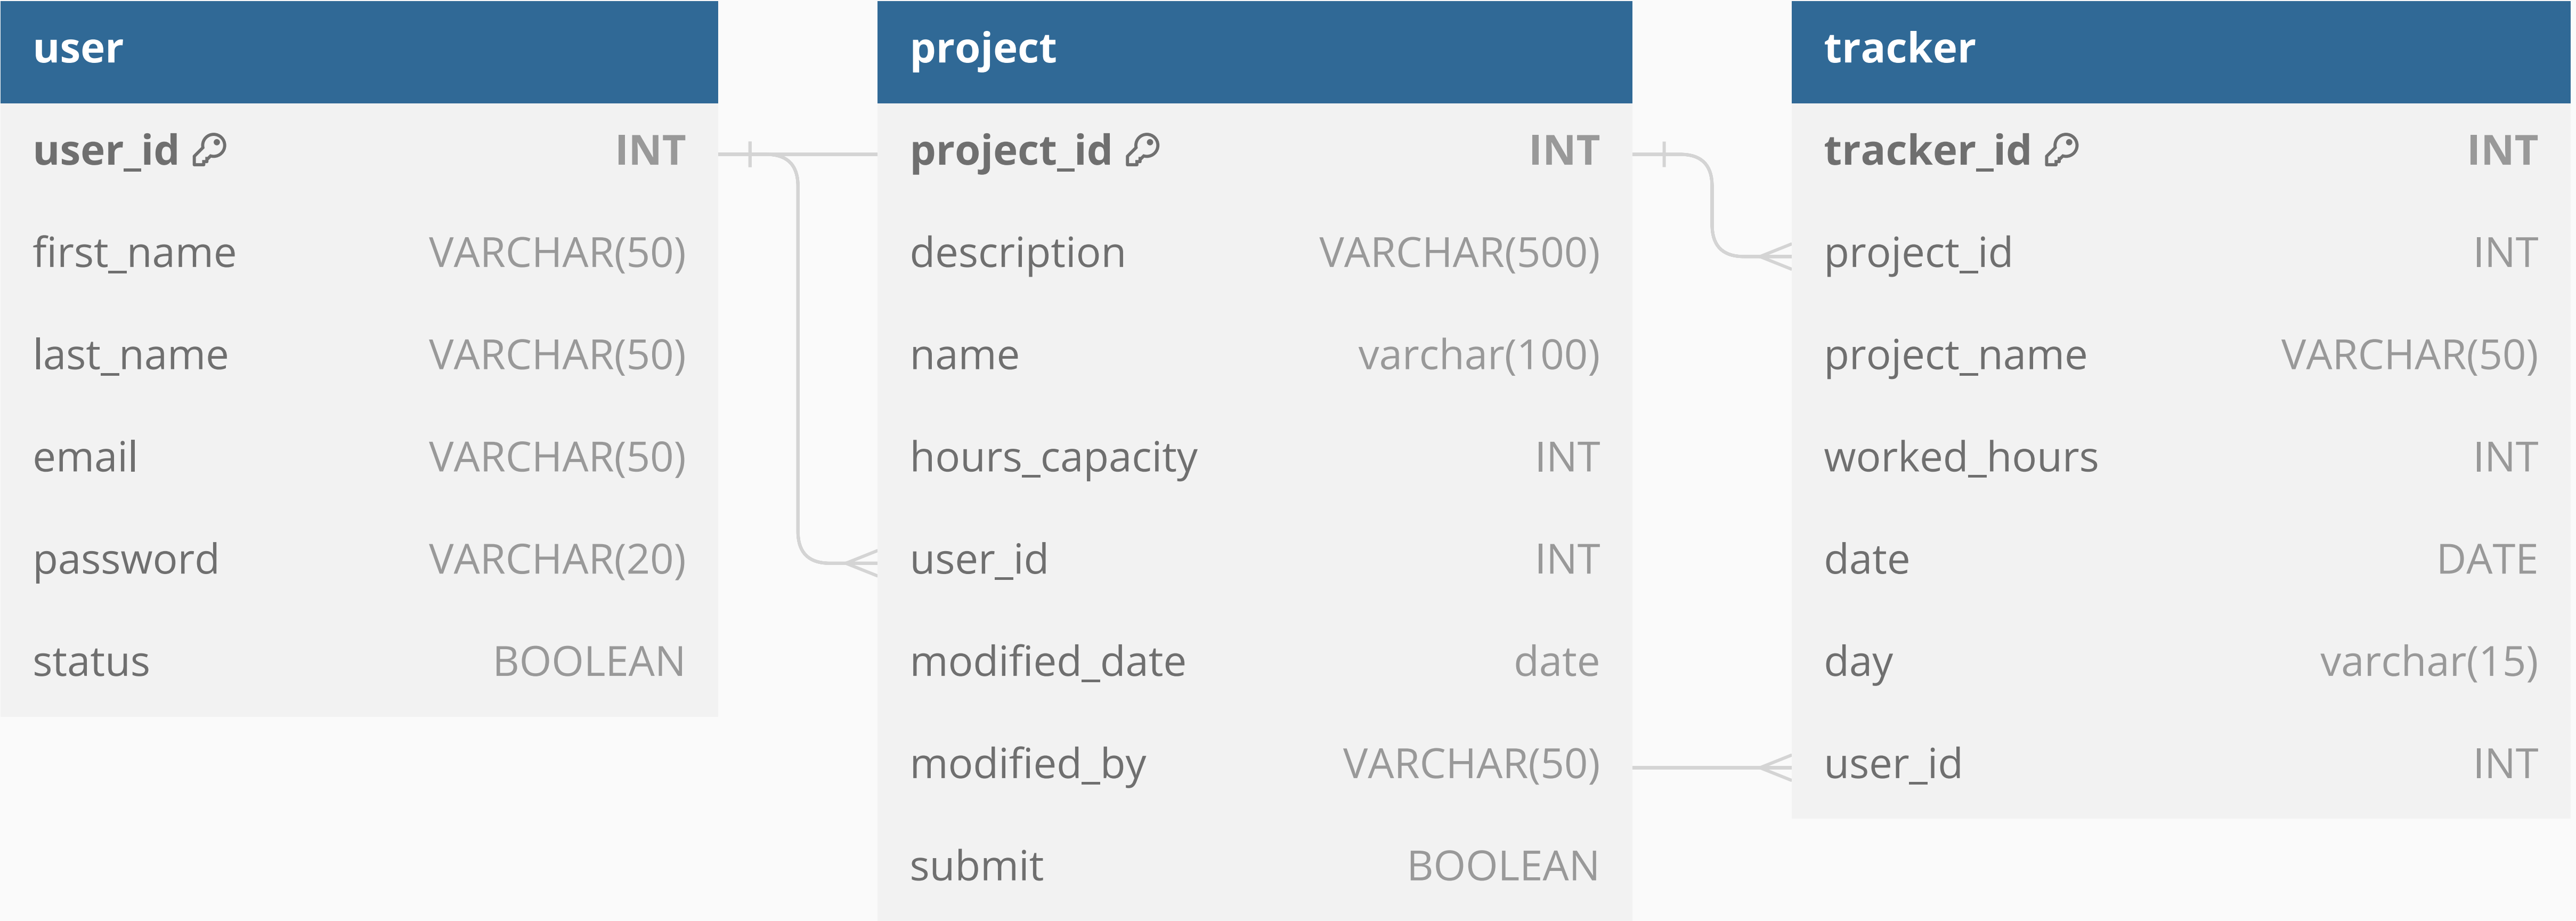 user
user_id INT
first_name VARCHAR(50)
last_name VARCHAR(50)
email VARCHAR(50)
password VARCHAR(20)
status BOOLEAN
project
project_id INT
description VARCHAR(500)
name varchar(100)
hours_capacity INT
user_id INT
modified_date date
modified_by VARCHAR(50)
submit BOOLEAN
tracker
tracker_id INT
project_id INT
project_name VARCHAR(50)
worked_hours INT
date DATE
day varchar(15)
user_id INT